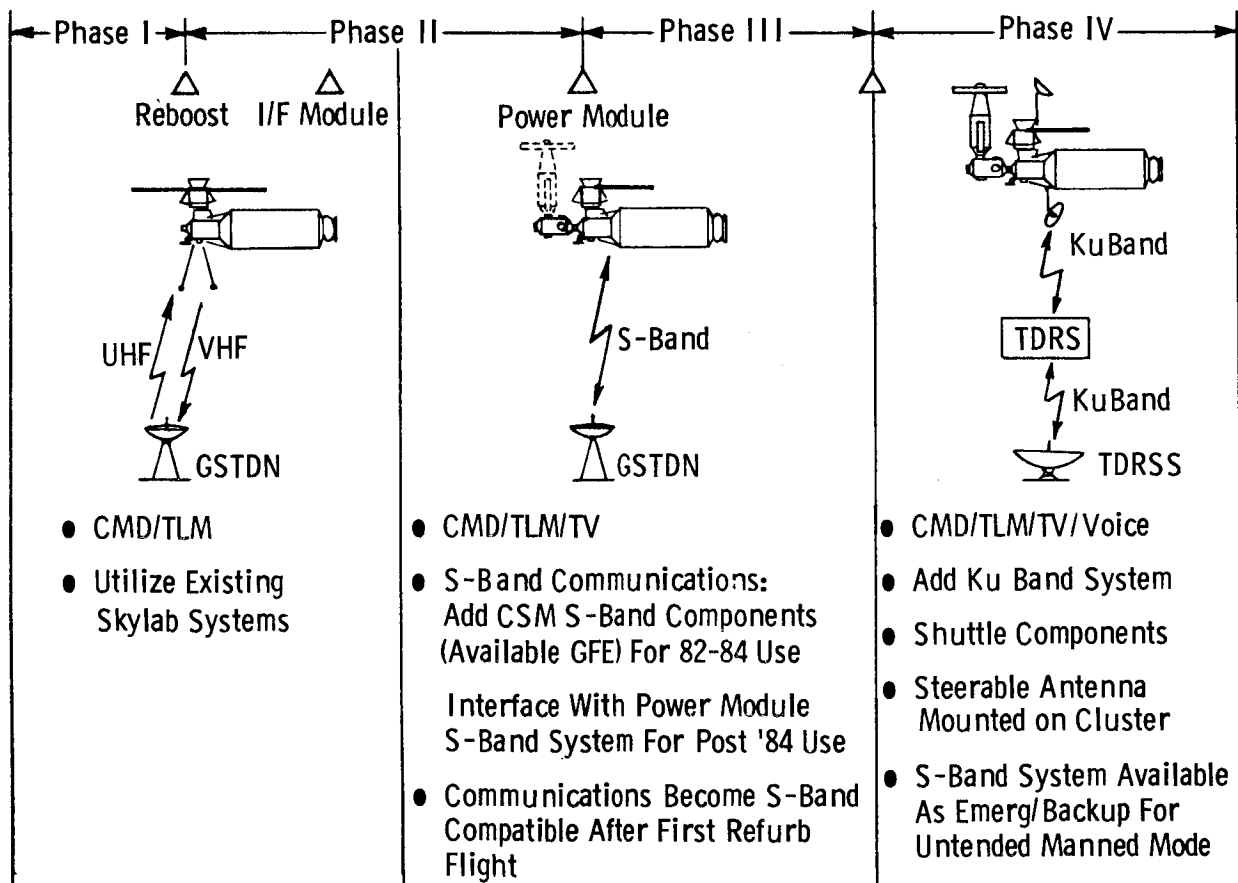 Phase I
Phase II
Phase III
Phase IV
Reboost
I/F Module
Power Module
UHF
VHF
GSTDN
S-Band
GSTDN
Ku Band
TDRS
Ku Band
TDRSS
● CMD/TLM
● Utilize Existing
Skylab Systems
● CMD/TLM/TV
● S-Band Communications:
Add CSM S-Band Components
(Available GFE) For 82-84 Use
Interface With Power Module
S-Band System For Post '84 Use
● Communications Become S-Band
Compatible After First Refurb
Flight
● CMD/TLM/TV/Voice
● Add Ku Band System
● Shuttle Components
● Steerable Antenna
Mounted on Cluster
● S-Band System Available
As Emerg/Backup For
Untended Manned Mode